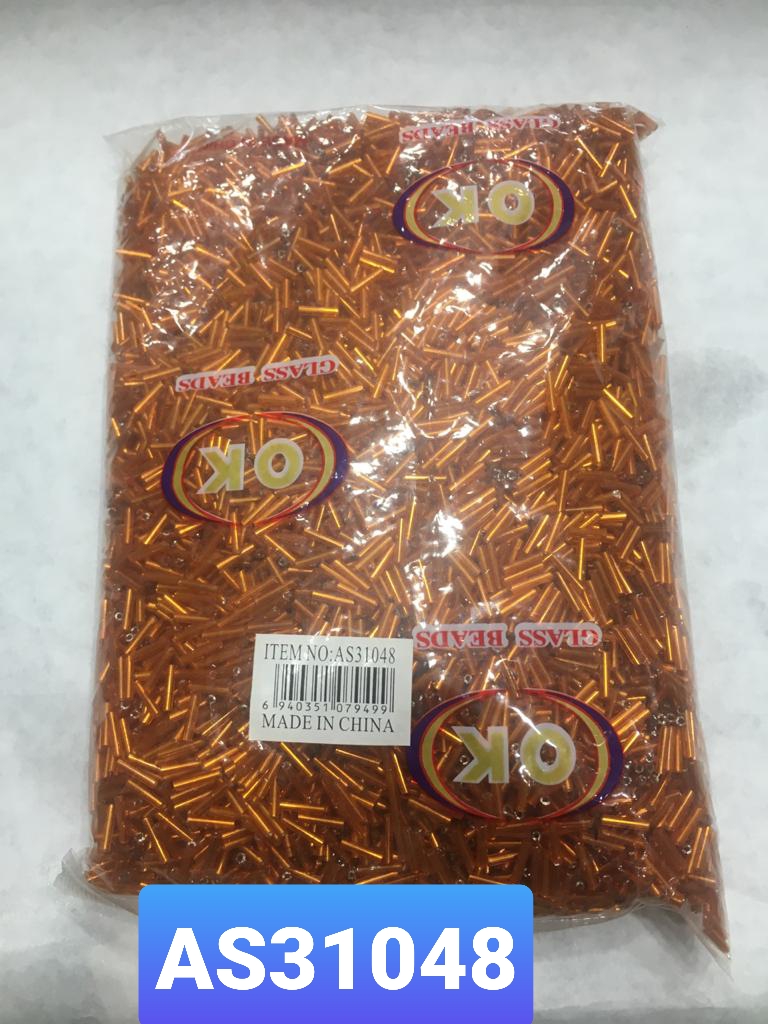 GLASS BEADS
OK
GLASS BEADS
OK
ITEM NO:AS31048
6 940351 079499
MADE IN CHINA
GLASS BEADS
OK
AS31048